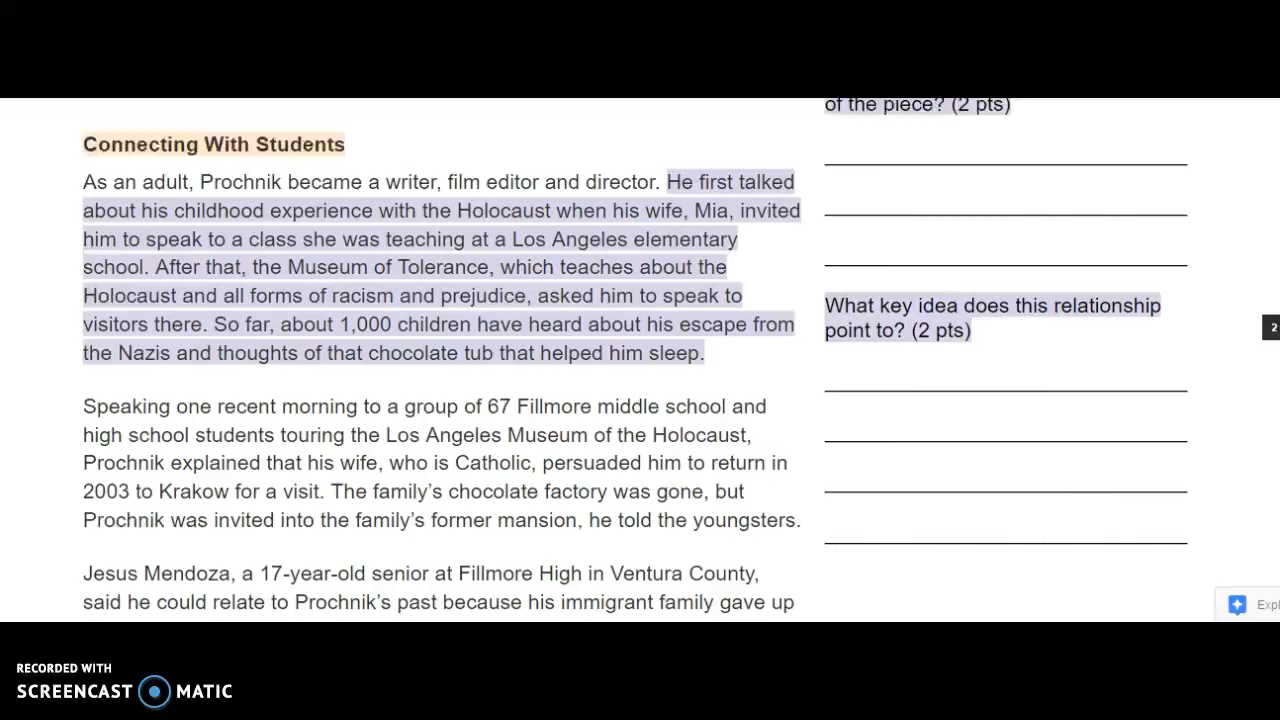 of the piece? (2 pts)
Connecting With Students
As an adult, Prochnik became a writer, film editor and director. He first talked
about his childhood experience with the Holocaust when his wife, Mia, invited
him to speak to a class she was teaching at a Los Angeles elementary
school. After that, the Museum of Tolerance, which teaches about the
Holocaust and all forms of racism and prejudice, asked him to speak to
visitors there. So far, about 1,000 children have heard about his escape from
the Nazis and thoughts of that chocolate tub that helped him sleep.
Speaking one recent morning to a group of 67 Fillmore middle school and
high school students touring the Los Angeles Museum of the Holocaust,
Prochnik explained that his wife, who is Catholic, persuaded him to return in
2003 to Krakow for a visit. The family’s chocolate factory was gone, but
Prochnik was invited into the family’s former mansion, he told the youngsters.
Jesus Mendoza, a 17-year-old senior at Fillmore High in Ventura County,
said he could relate to Prochnik’s past because his immigrant family gave up
What key idea does this relationship
point to? (2 pts)
2
Expl
RECORDED WITH
SCREENCAST MATIC